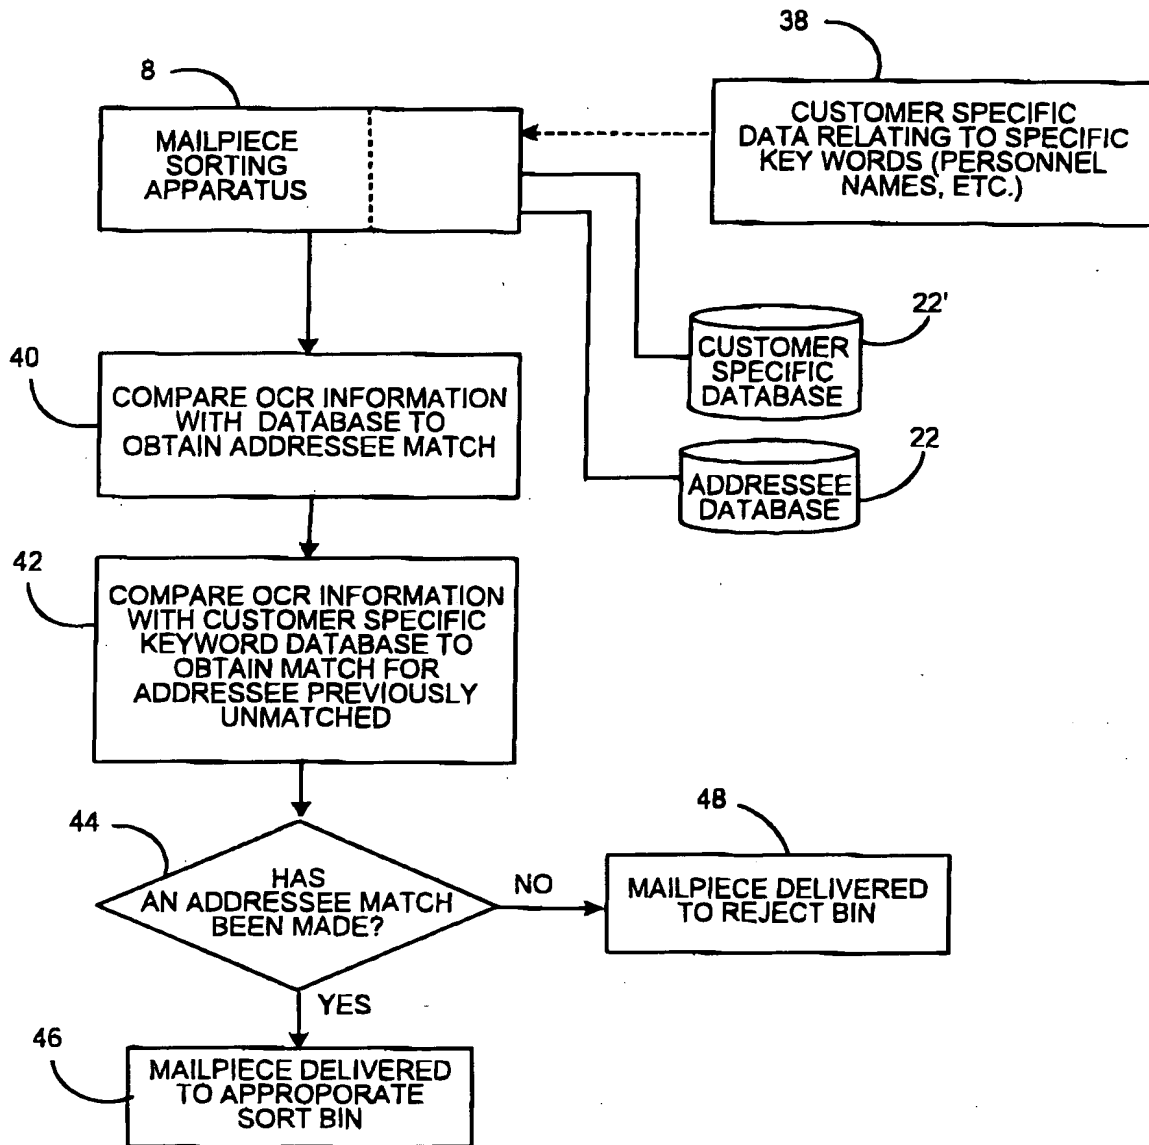 38
8
MAILPIECE
SORTING
APPARATUS
CUSTOMER SPECIFIC
DATA RELATING TO SPECIFIC
KEY WORDS (PERSONNEL
NAMES, ETC.)
22'
CUSTOMER
SPECIFIC
DATABASE
40
COMPARE OCR INFORMATION
WITH DATABASE TO
OBTAIN ADDRESSEE MATCH
22
ADDRESSEE
DATABASE
42
COMPARE OCR INFORMATION
WITH CUSTOMER SPECIFIC
KEYWORD DATABASE TO
OBTAIN MATCH FOR
ADDRESSEE PREVIOUSLY
UNMATCHED
44
HAS
AN ADDRESSEE MATCH
BEEN MADE?
NO
48
MAILPIECE DELIVERED
TO REJECT BIN
YES
46
MAILPIECE DELIVERED
TO APPROPORATE
SORT BIN